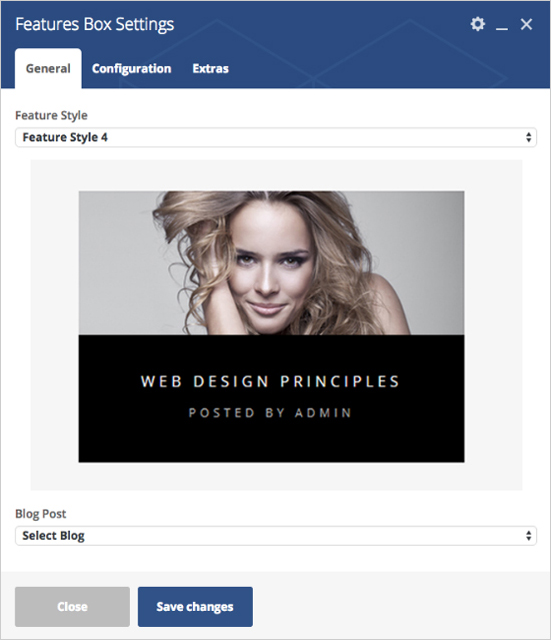 Features Box Settings
General Configuration Extras
Feature Style
Feature Style 4
WEB DESIGN PRINCIPLES
POSTED BY ADMIN
Blog Post
Select Blog
Close Save changes